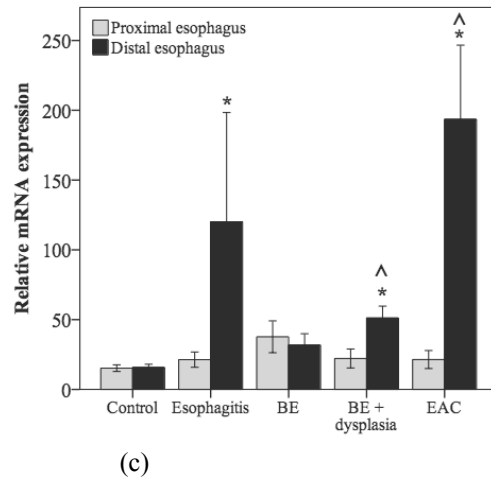 Proximal esophagus
Distal esophagus
Relative mRNA expression
250
200
150
100
50
0
*
^
*
^
*
Control
Esophagitis
BE
BE +
dysplasia
EAC
(c)